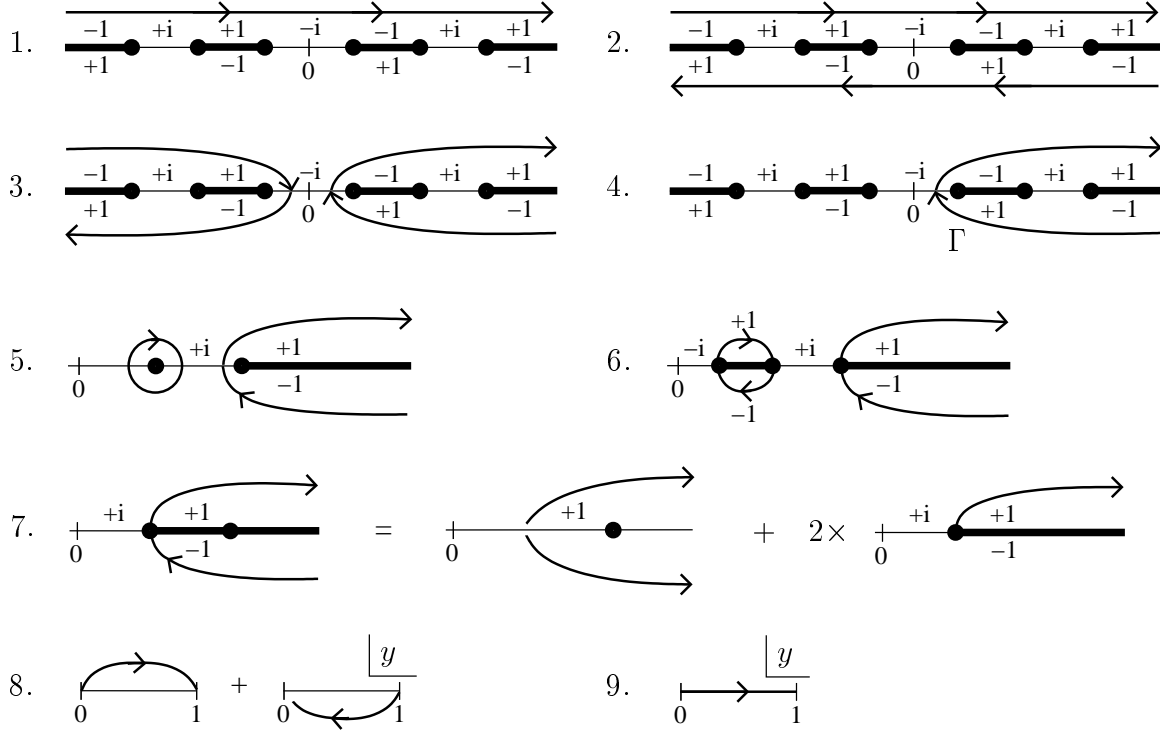 −1 +i +1 −i −1 +i +1
1.
+1 −1 0 +1 −1
−1 +i +1 −i −1 +i +1
2.
+1 −1 0 +1 −1
−1 +i +1 −i −1 +i +1
3.
+1 −1 0 +1 −1
−1 +i +1 −i −1 +i +1
4.
+1 −1 0 +1 −1
Γ
+i +1
5.
0 −1
+1
−i +i +1
6.
0 −1
−1
+i +1
7.
0 −1
=
+1
0
+ 2×
+i +1
0 −1
8.
0 1
+
y
0 1
9.
y
0 1